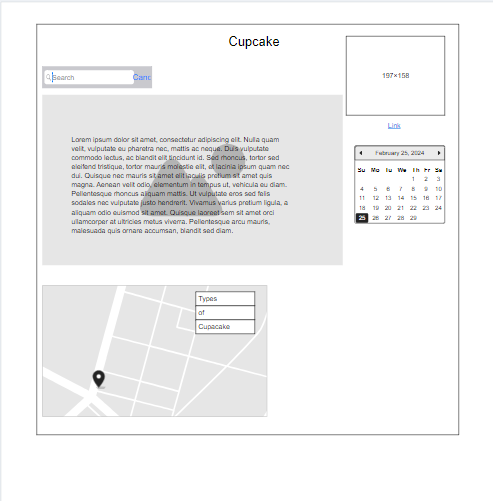 Cupcake
197×158
Search
Canc
Link
Lorem ipsum dolor sit amet, consectetur adipiscing elit. Nulla quam
velit, vulputate eu pharetra nec, mattis ac neque. Duis vulputate
commodo lectus, ac blandit elit tincidunt id. Sed rhoncus, tortor sed
eleifend tristique, tortor mauris molestie elit, et lacinia ipsum quam nec
dui. Quisque nec mauris sit amet elit iaculis pretium sit amet quis
magna. Aenean velit odio, elementum in tempus ut, vehicula eu diam.
Pellentesque rhoncus aliquam mattis. Ut vulputate eros sed felis
sodales nec vulputate justo hendrerit. Vivamus varius pretium ligula, a
aliquam odio euismod sit amet. Quisque laoreet sem sit amet orci
ullamcorper at ultricies metus viverra. Pellentesque arcu mauris,
malesuada quis ornare accumsan, blandit sed diam.
February 25, 2024
Su Mo Tu We Th Fr Sa
1 2 3
4 5 6 7 8 9 10
11 12 13 14 15 16 17
18 19 20 21 22 23 24
25 26 27 28 29
Types
of
Cupacake